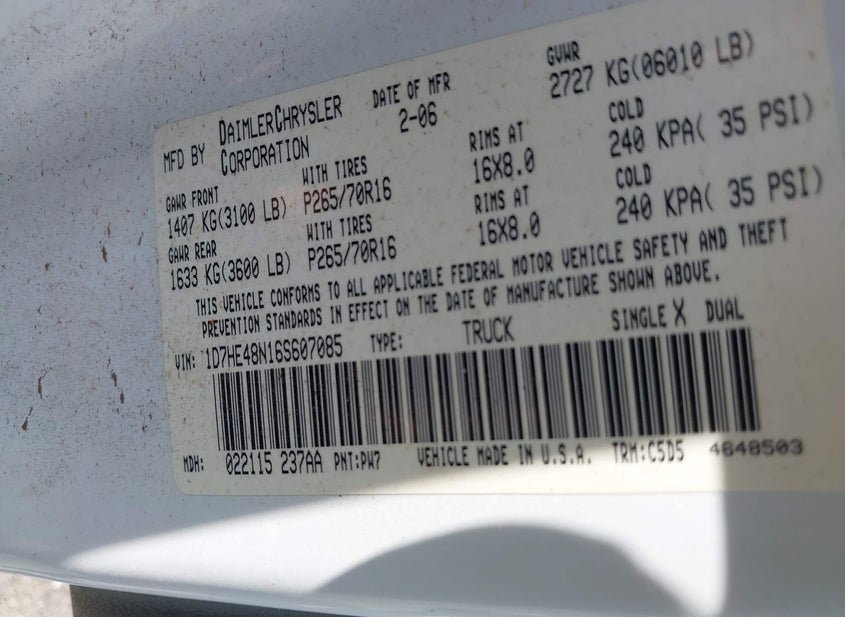 MFD BY DAIMLERCHRYSLER CORPORATION DATE OF MFR 2-06 GVWR 2727 KG(06010 LB)
GAWR FRONT WITH TIRES RIMS AT COLD
1407 KG(3100 LB) P265/70R16 16X8.0 240 KPA( 35 PSI)
GAWR REAR WITH TIRES RIMS AT COLD
1633 KG(3600 LB) P265/70R16 16X8.0 240 KPA( 35 PSI)
THIS VEHICLE CONFORMS TO ALL APPLICABLE FEDERAL MOTOR VEHICLE SAFETY AND THEFT
PREVENTION STANDARDS IN EFFECT ON THE DATE OF MANUFACTURE SHOWN ABOVE.
VIN: 1D7HE48N16S607085 TYPE: TRUCK SINGLE X DUAL
MDH: 022115 237AA PNT:PW7 VEHICLE MADE IN U.S.A. TRM:C5D5 4648503